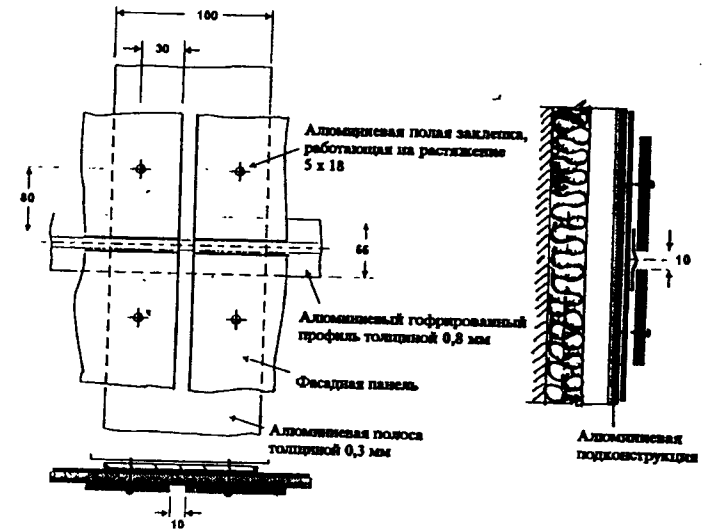 100
30
Алюминиевая полая заклепка,
работающая на растяжение
5 x 18
80
66
10
Алюминиевый гофрированный
профиль толщиной 0,8 мм
Фасадная панель
Алюминиевая полоса
толщиной 0,3 мм
Алюминиевая
подконструкция
10